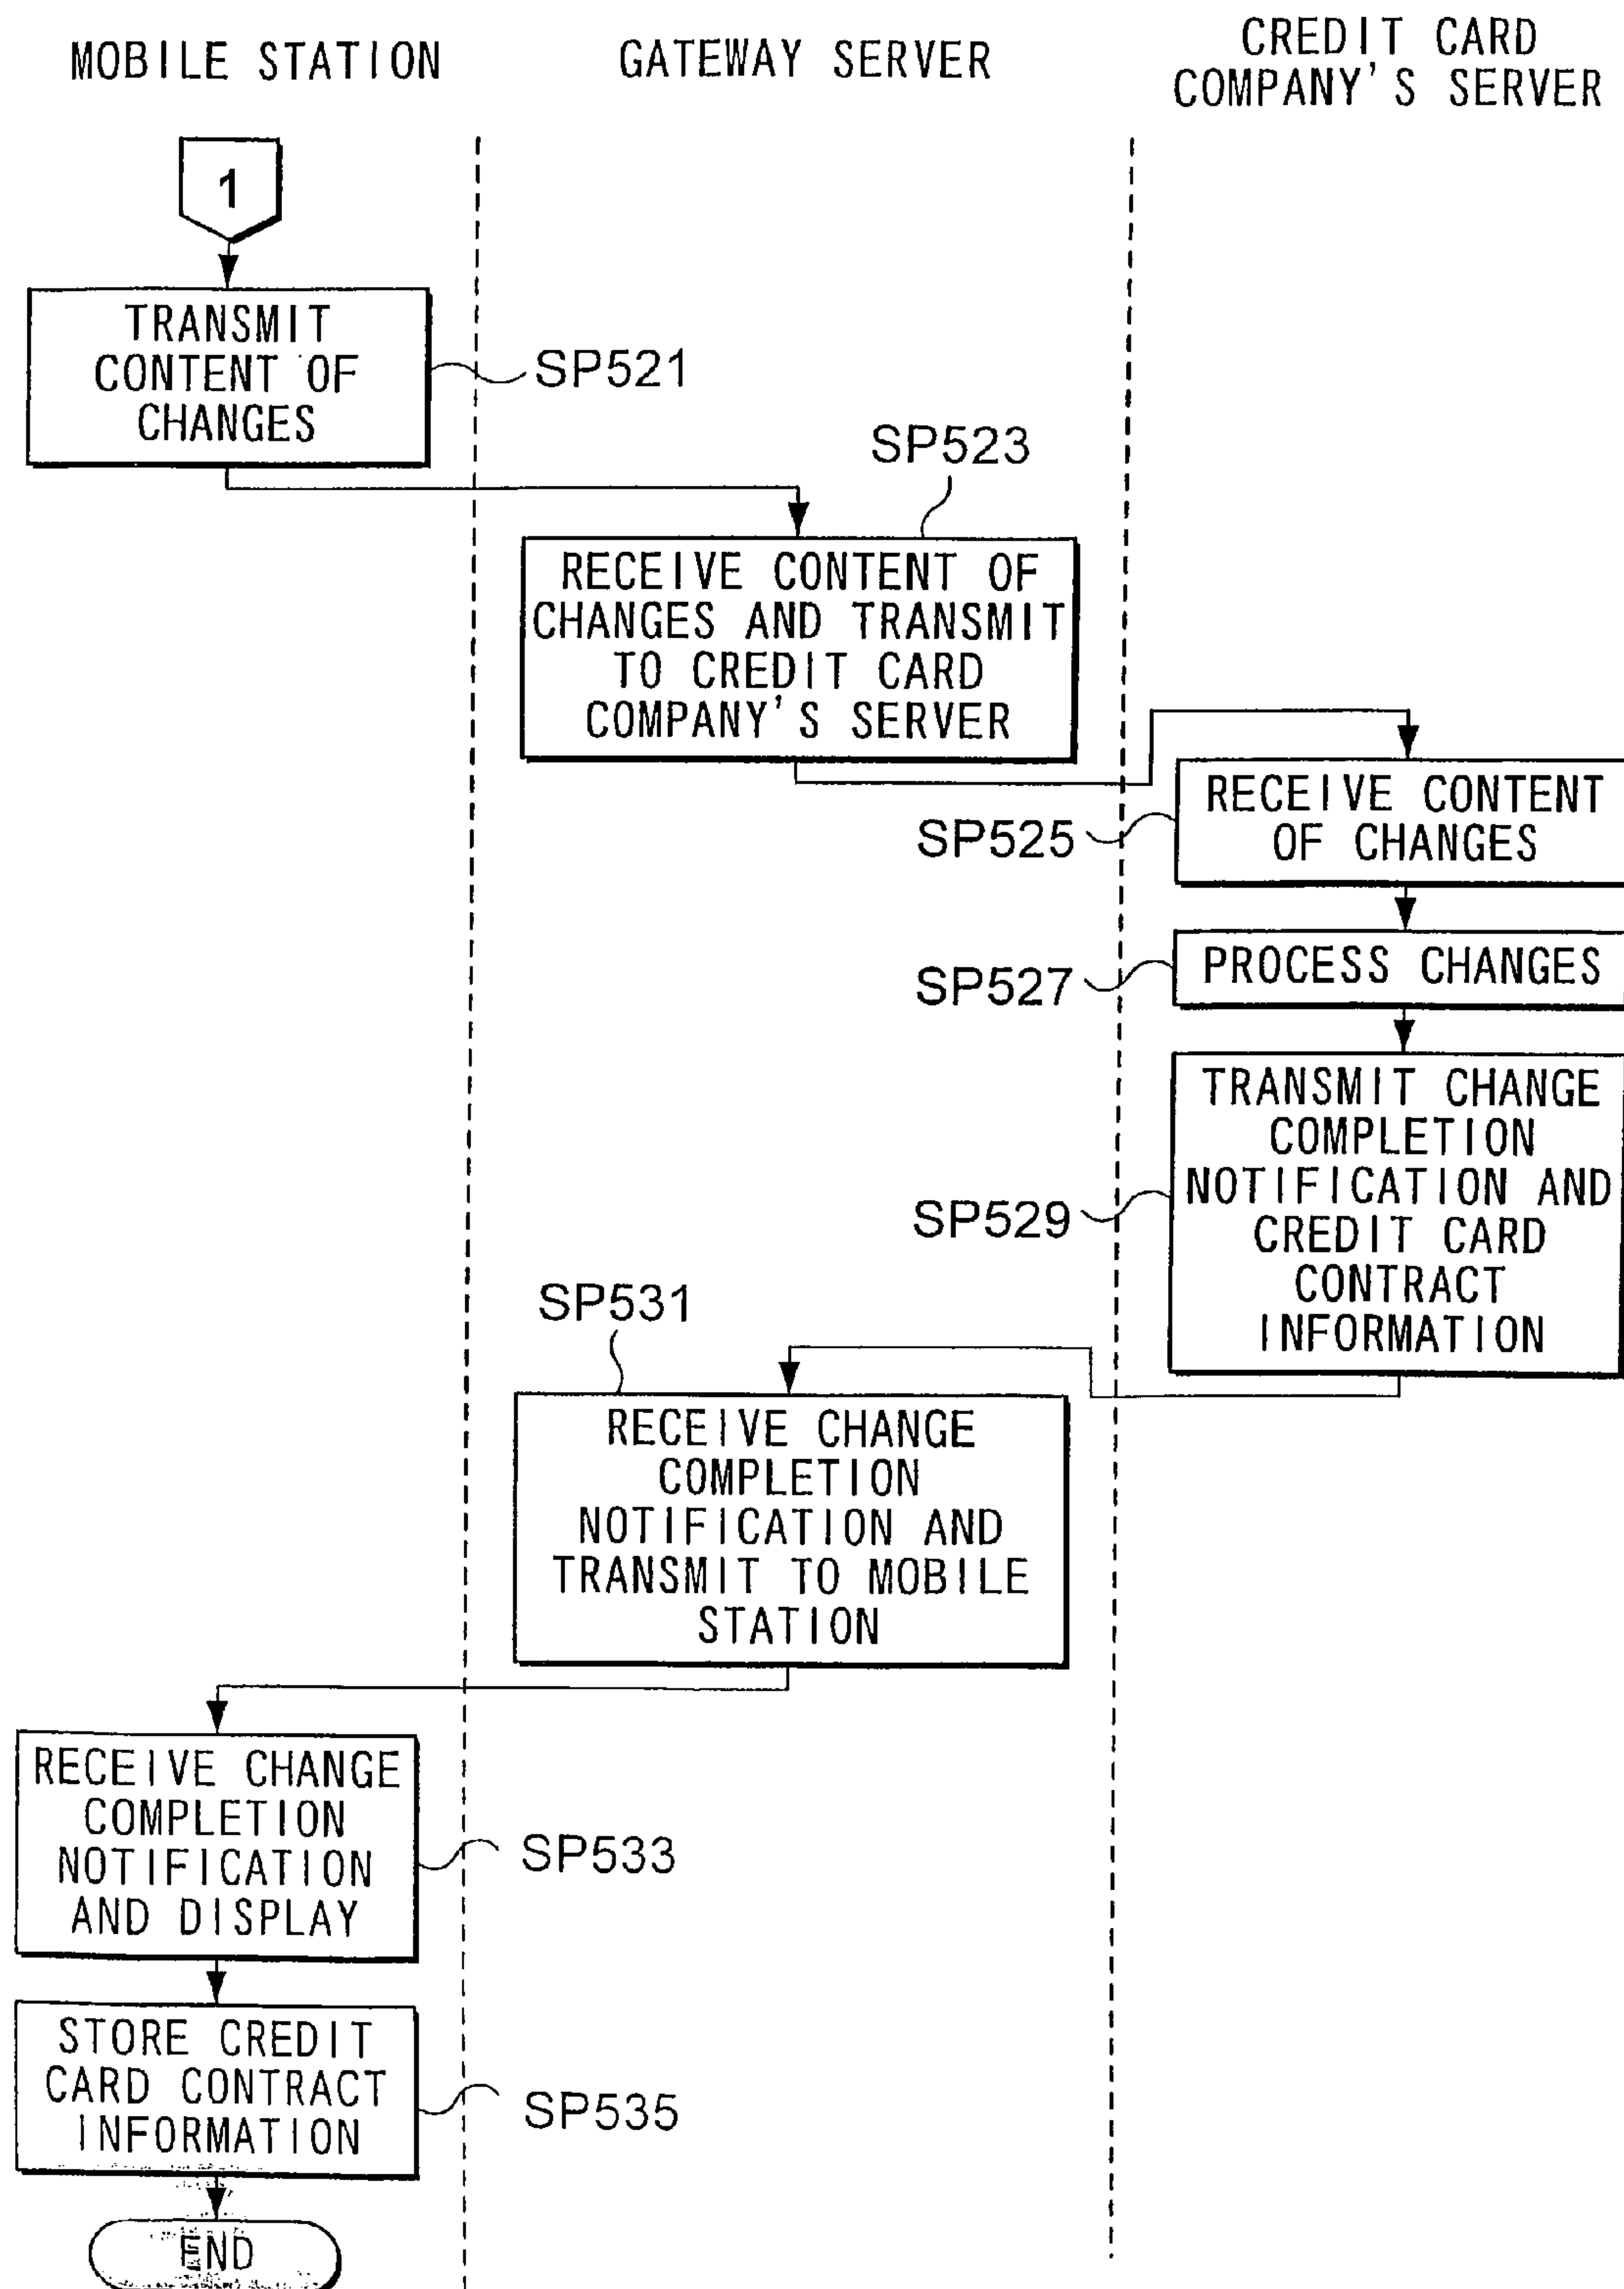 MOBILE STATION
GATEWAY SERVER
CREDIT CARD
COMPANY'S SERVER
1
TRANSMIT
CONTENT OF
CHANGES
SP521
SP523
RECEIVE CONTENT OF
CHANGES AND TRANSMIT
TO CREDIT CARD
COMPANY'S SERVER
RECEIVE CONTENT
OF CHANGES
SP525
PROCESS CHANGES
SP527
TRANSMIT CHANGE
COMPLETION
NOTIFICATION AND
CREDIT CARD
CONTRACT
INFORMATION
SP529
SP531
RECEIVE CHANGE
COMPLETION
NOTIFICATION AND
TRANSMIT TO MOBILE
STATION
RECEIVE CHANGE
COMPLETION
NOTIFICATION
AND DISPLAY
SP533
STORE CREDIT
CARD CONTRACT
INFORMATION
SP535
END